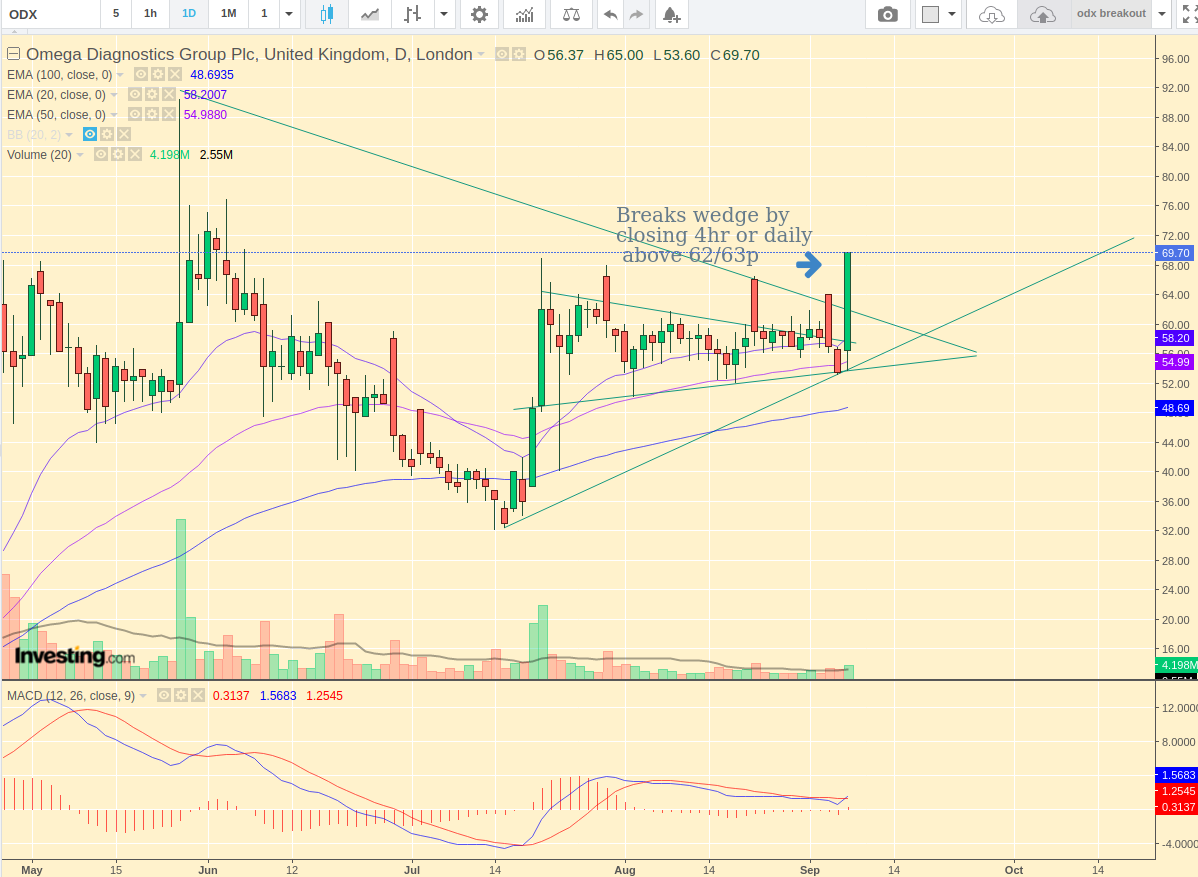 ODX 5 1h 1D 1M 1 odx breakout
Omega Diagnostics Group Plc, United Kingdom, D, London O 56.37 H 65.00 L 53.60 C 69.70
EMA (100, close, 0) 48.6935
EMA (20, close, 0) 58.2007
EMA (50, close, 0) 54.9880
BB (20, 2)
Volume (20) 4.198M 2.55M
Breaks wedge by
closing 4hr or daily
above 62/63p
96.00
92.00
88.00
84.00
80.00
76.00
72.00
69.70
68.00
64.00
60.00
58.20
54.99
52.00
48.69
44.00
40.00
36.00
32.00
28.00
24.00
20.00
16.00
4.198M
Investing.com
MACD (12, 26, close, 9) 0.3137 1.5683 1.2545
12.0000
8.0000
1.5683
1.2545
0.3137
-4.0000
May 15 Jun 12 Jul 14 Aug 14 Sep 14 Oct 14